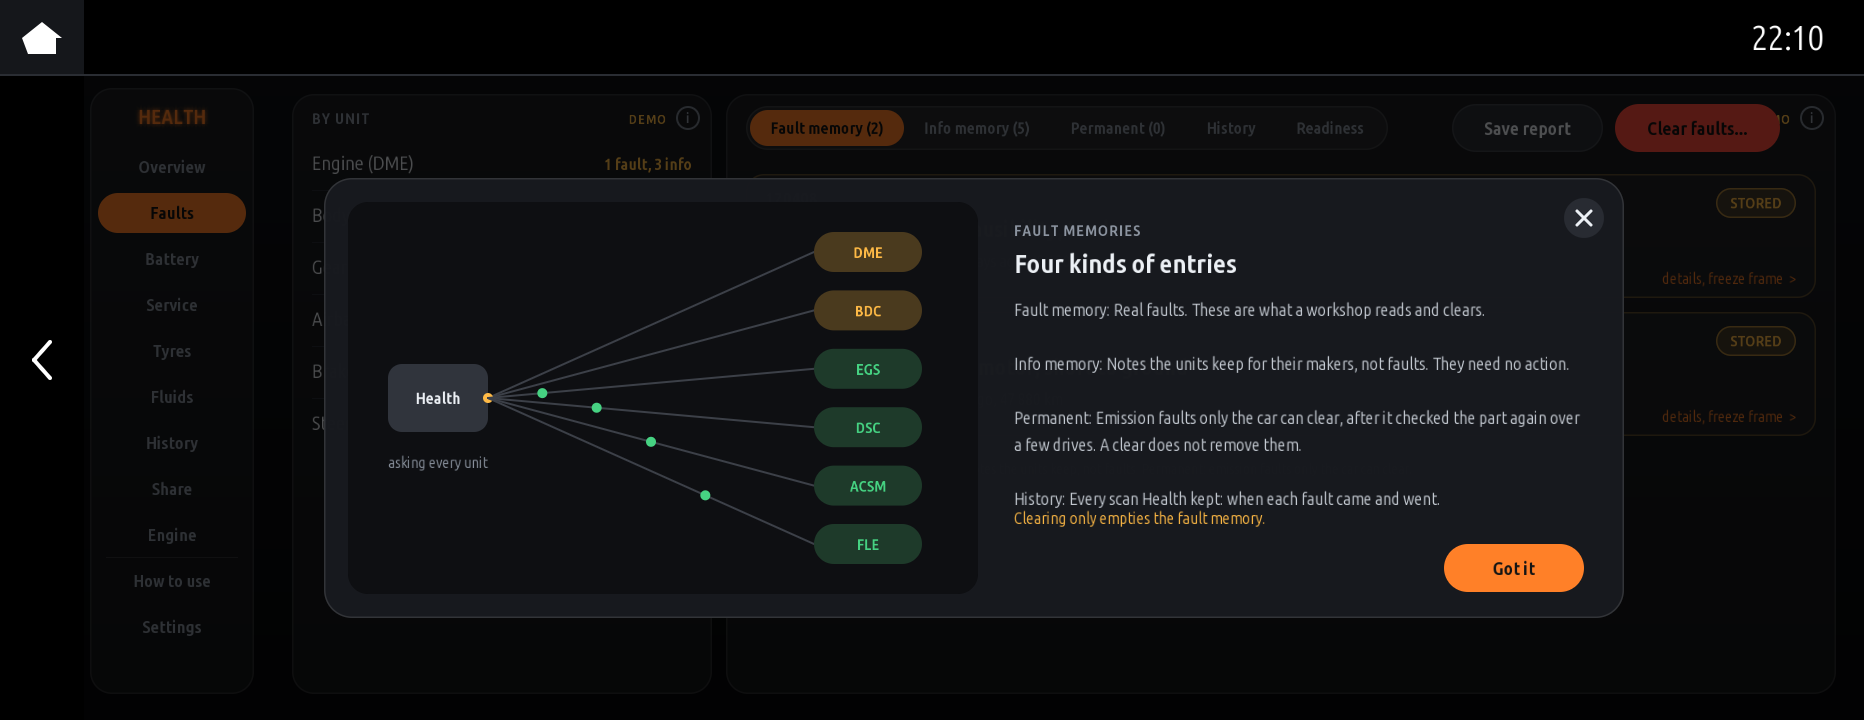 22:10
HEALTH
Overview
Faults
Battery
Service
Tyres
Fluids
History
Share
Engine
How to use
Settings
BY UNIT
DEMO
i
Engine (DME)
1 fault, 3 info
Fault memory (2)
Info memory (5)
Permanent (0)
History
Readiness
Save report
Clear faults...
i
STORED
details, freeze frame >
STORED
details, freeze frame >
Health
asking every unit
DME
BDC
EGS
DSC
ACSM
FLE
FAULT MEMORIES
Four kinds of entries
Fault memory: Real faults. These are what a workshop reads and clears.
Info memory: Notes the units keep for their makers, not faults. They need no action.
Permanent: Emission faults only the car can clear, after it checked the part again over
a few drives. A clear does not remove them.
History: Every scan Health kept: when each fault came and went.
Clearing only empties the fault memory.
Got it